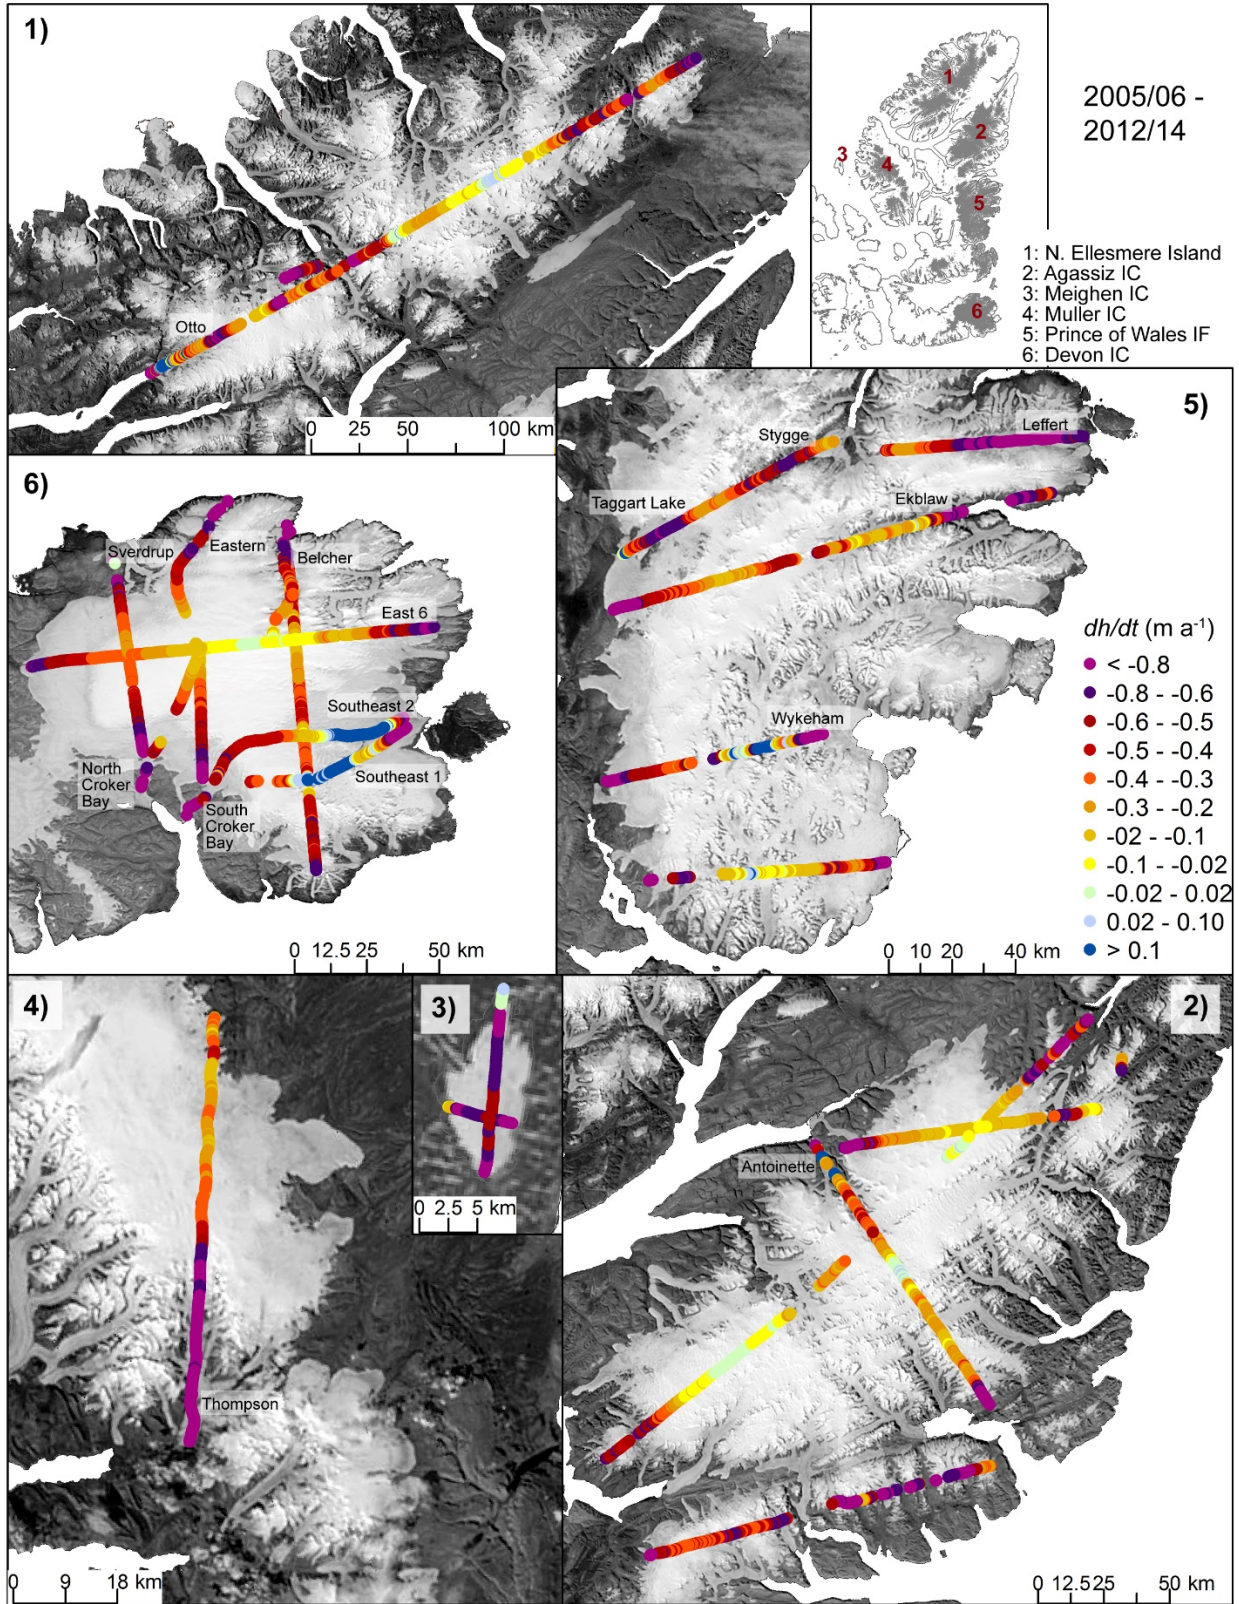 1)
Otto
0 50 100 km
1
2
3
4
5
6
2005/06 -
2012/14
1: N. Ellesmere Island
2: Agassiz IC
3: Meighen IC
4: Muller IC
5: Prince of Wales IF
6: Devon IC
6)
Sverdrup
Eastern
Belcher
East 6
Southeast 2
Southeast 1
North
Croker
Bay
South
Croker
Bay
0 12.5 25 50 km
5)
Stygge
Leffert
Taggart Lake
Ekblaw
Wykeham
dh/dt (m a-1)
< -0.8
-0.8 - -0.6
-0.6 - -0.5
-0.5 - -0.4
-0.4 - -0.3
-0.3 - -0.2
-02 - -0.1
-0.1 - -0.02
-0.02 - 0.02
0.02 - 0.10
> 0.1
0 10 20 40 km
4)
Thompson
0 9 18 km
3)
0 2.5 5 km
2)
Antoinette
0 12.525 50 km